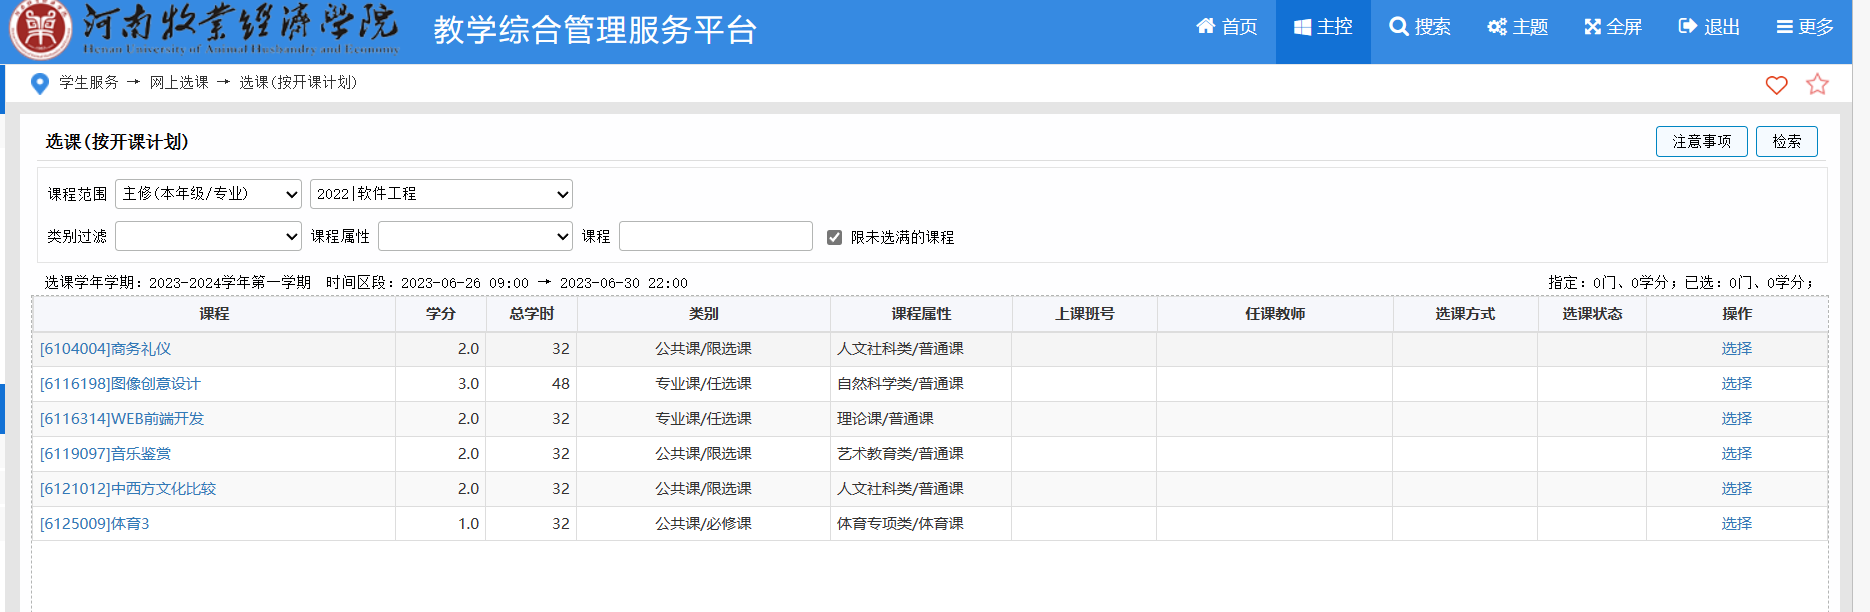 河南牧業經濟學院 教学综合管理服务平台 首页 主控 搜索 主题 全屏 退出 更多
Henan University of Animal Husbandry and Economy
学生服务 → 网上选课 → 选课(按开课计划)
选课(按开课计划) 注意事项 检索
课程范围 主修(本年级/专业) 2022|软件工程
类别过滤 课程属性 课程 限未选满的课程
选课学年学期：2023-2024学年第一学期 时间区段：2023-06-26 09:00 → 2023-06-30 22:00 指定：0门、0学分；已选：0门、0学分；
课程 学分 总学时 类别 课程属性 上课班号 任课教师 选课方式 选课状态 操作
[6104004]商务礼仪 2.0 32 公共课/限选课 人文社科类/普通课 选择
[6116198]图像创意设计 3.0 48 专业课/任选课 自然科学类/普通课 选择
[6116314]WEB前端开发 2.0 32 专业课/任选课 理论课/普通课 选择
[6119097]音乐鉴赏 2.0 32 公共课/限选课 艺术教育类/普通课 选择
[6121012]中西方文化比较 2.0 32 公共课/限选课 人文社科类/普通课 选择
[6125009]体育3 1.0 32 公共课/必修课 体育专项类/体育课 选择